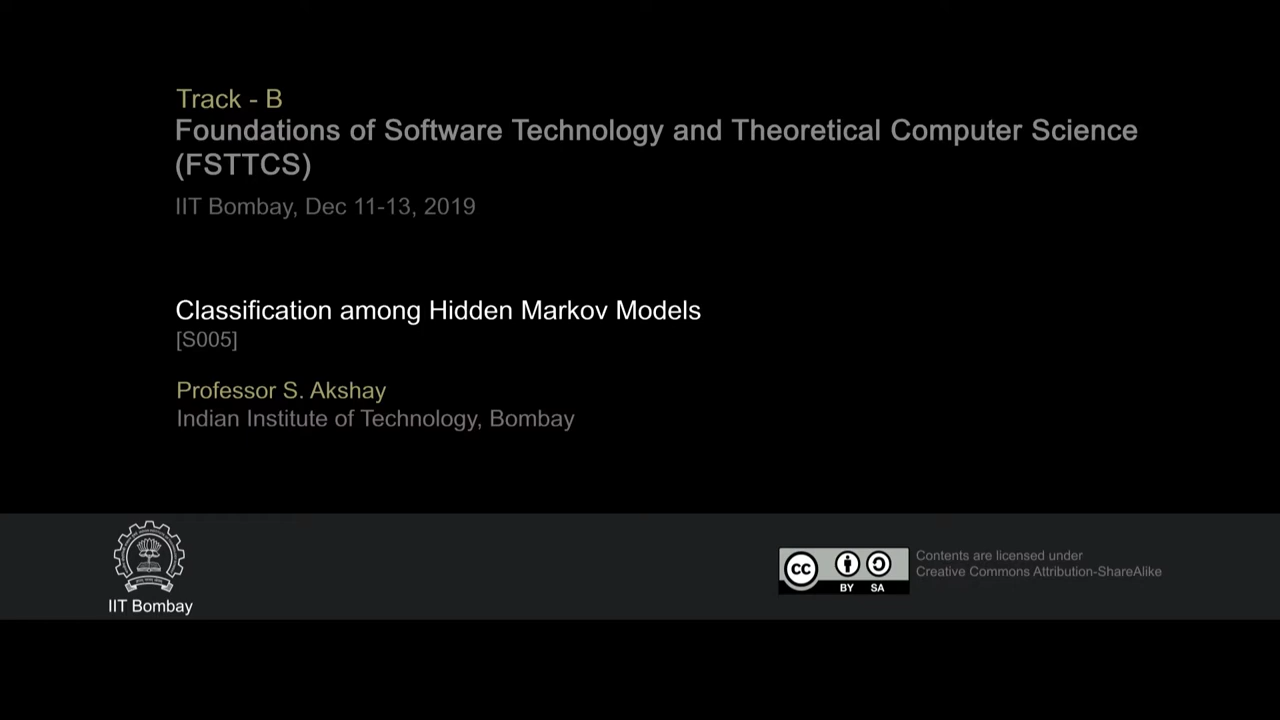 Track - B
Foundations of Software Technology and Theoretical Computer Science
(FSTTCS)
IIT Bombay, Dec 11-13, 2019
Classification among Hidden Markov Models
[S005]
Professor S. Akshay
Indian Institute of Technology, Bombay
IIT Bombay
cc
BY SA
Contents are licensed under
Creative Commons Attribution-ShareAlike